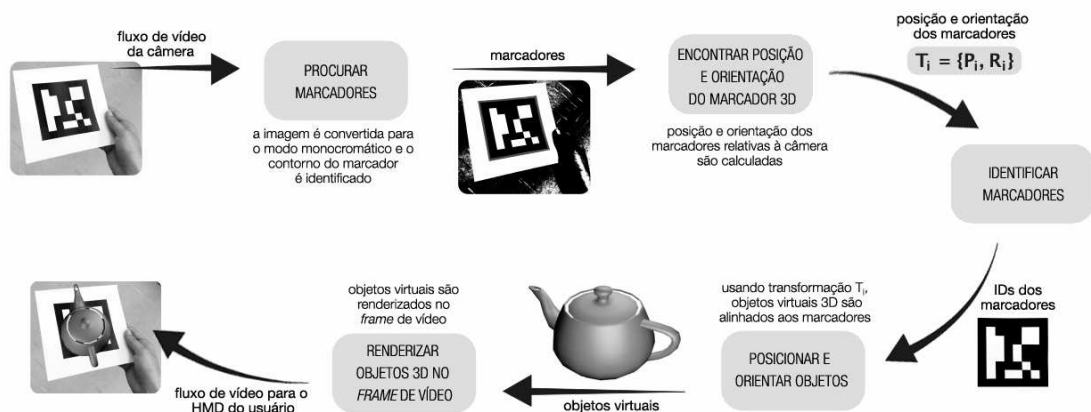 fluxo de vídeo
da câmera
PROCURAR
MARCADORES
a imagem é convertida para
o modo monocromático e o
contorno do marcador
é identificado
marcadores
ENCONTRAR POSIÇÃO
E ORIENTAÇÃO
DO MARCADOR 3D
posição e orientação dos
marcadores relativas à câmera
são calculadas
posição e orientação
dos marcadores
Tᵢ = {Pᵢ, Rᵢ}
IDENTIFICAR
MARCADORES
IDs dos
marcadores
usando transformação Tᵢ,
objetos virtuais 3D são
alinhados aos marcadores
POSICIONAR E
ORIENTAR OBJETOS
objetos virtuais
objetos virtuais são
renderizados no
frame de vídeo
RENDERIZAR
OBJETOS 3D NO
FRAME DE VÍDEO
fluxo de vídeo para o
HMD do usuário